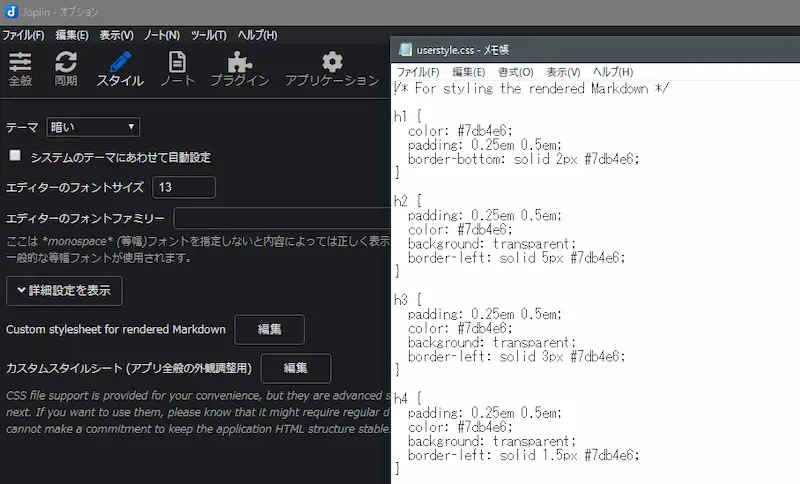 Joplin - オプション
ファイル(F) 編集(E) 表示(V) ノート(N) ツール(T) ヘルプ(H)
全般 同期 スタイル ノート プラグイン アプリケーション
テーマ 暗い
システムのテーマにあわせて自動設定
エディターのフォントサイズ 13
エディターのフォントファミリー
ここは *monospace* (等幅)フォントを指定しないと内容によっては正しく表示
一般的な等幅フォントが使用されます。
詳細設定を表示
Custom stylesheet for rendered Markdown 編集
カスタムスタイルシート (アプリ全般の外観調整用) 編集
CSS file support is provided for your convenience, but they are advanced s
next. If you want to use them, please know that it might require regular d
cannot make a commitment to keep the application HTML structure stable
userstyle.css - メモ帳
ファイル(F) 編集(E) 書式(O) 表示(V) ヘルプ(H)
/* For styling the rendered Markdown */
h1 {
color: #7db4e6;
padding: 0.25em 0.5em;
border-bottom: solid 2px #7db4e6;
}
h2 {
padding: 0.25em 0.5em;
color: #7db4e6;
background: transparent;
border-left: solid 5px #7db4e6;
}
h3 {
padding: 0.25em 0.5em;
color: #7db4e6;
background: transparent;
border-left: solid 3px #7db4e6;
}
h4 {
padding: 0.25em 0.5em;
color: #7db4e6;
background: transparent;
border-left: solid 1.5px #7db4e6;
}